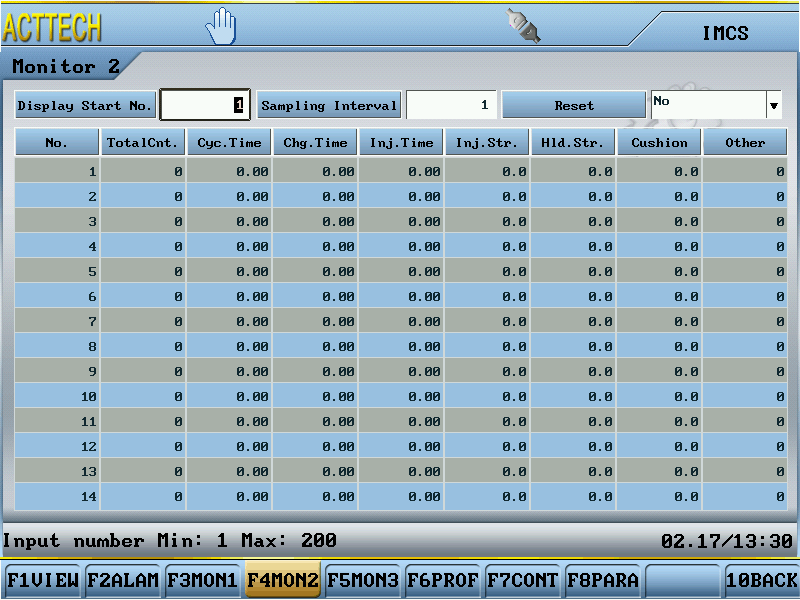 ACTTECH IMCS
Monitor 2
Display Start No. 1 Sampling Interval 1 Reset No
No. TotalCnt. Cyc.Time Chg.Time Inj.Time Inj.Str. Hld.Str. Cushion Other
1 0 0.00 0.00 0.00 0.0 0.0 0.0 0
2 0 0.00 0.00 0.00 0.0 0.0 0.0 0
3 0 0.00 0.00 0.00 0.0 0.0 0.0 0
4 0 0.00 0.00 0.00 0.0 0.0 0.0 0
5 0 0.00 0.00 0.00 0.0 0.0 0.0 0
6 0 0.00 0.00 0.00 0.0 0.0 0.0 0
7 0 0.00 0.00 0.00 0.0 0.0 0.0 0
8 0 0.00 0.00 0.00 0.0 0.0 0.0 0
9 0 0.00 0.00 0.00 0.0 0.0 0.0 0
10 0 0.00 0.00 0.00 0.0 0.0 0.0 0
11 0 0.00 0.00 0.00 0.0 0.0 0.0 0
12 0 0.00 0.00 0.00 0.0 0.0 0.0 0
13 0 0.00 0.00 0.00 0.0 0.0 0.0 0
14 0 0.00 0.00 0.00 0.0 0.0 0.0 0
Input number Min: 1 Max: 200 02.17/13:30
F1VIEW F2ALAM F3MON1 F4MON2 F5MON3 F6PROF F7CONT F8PARA 10BACK